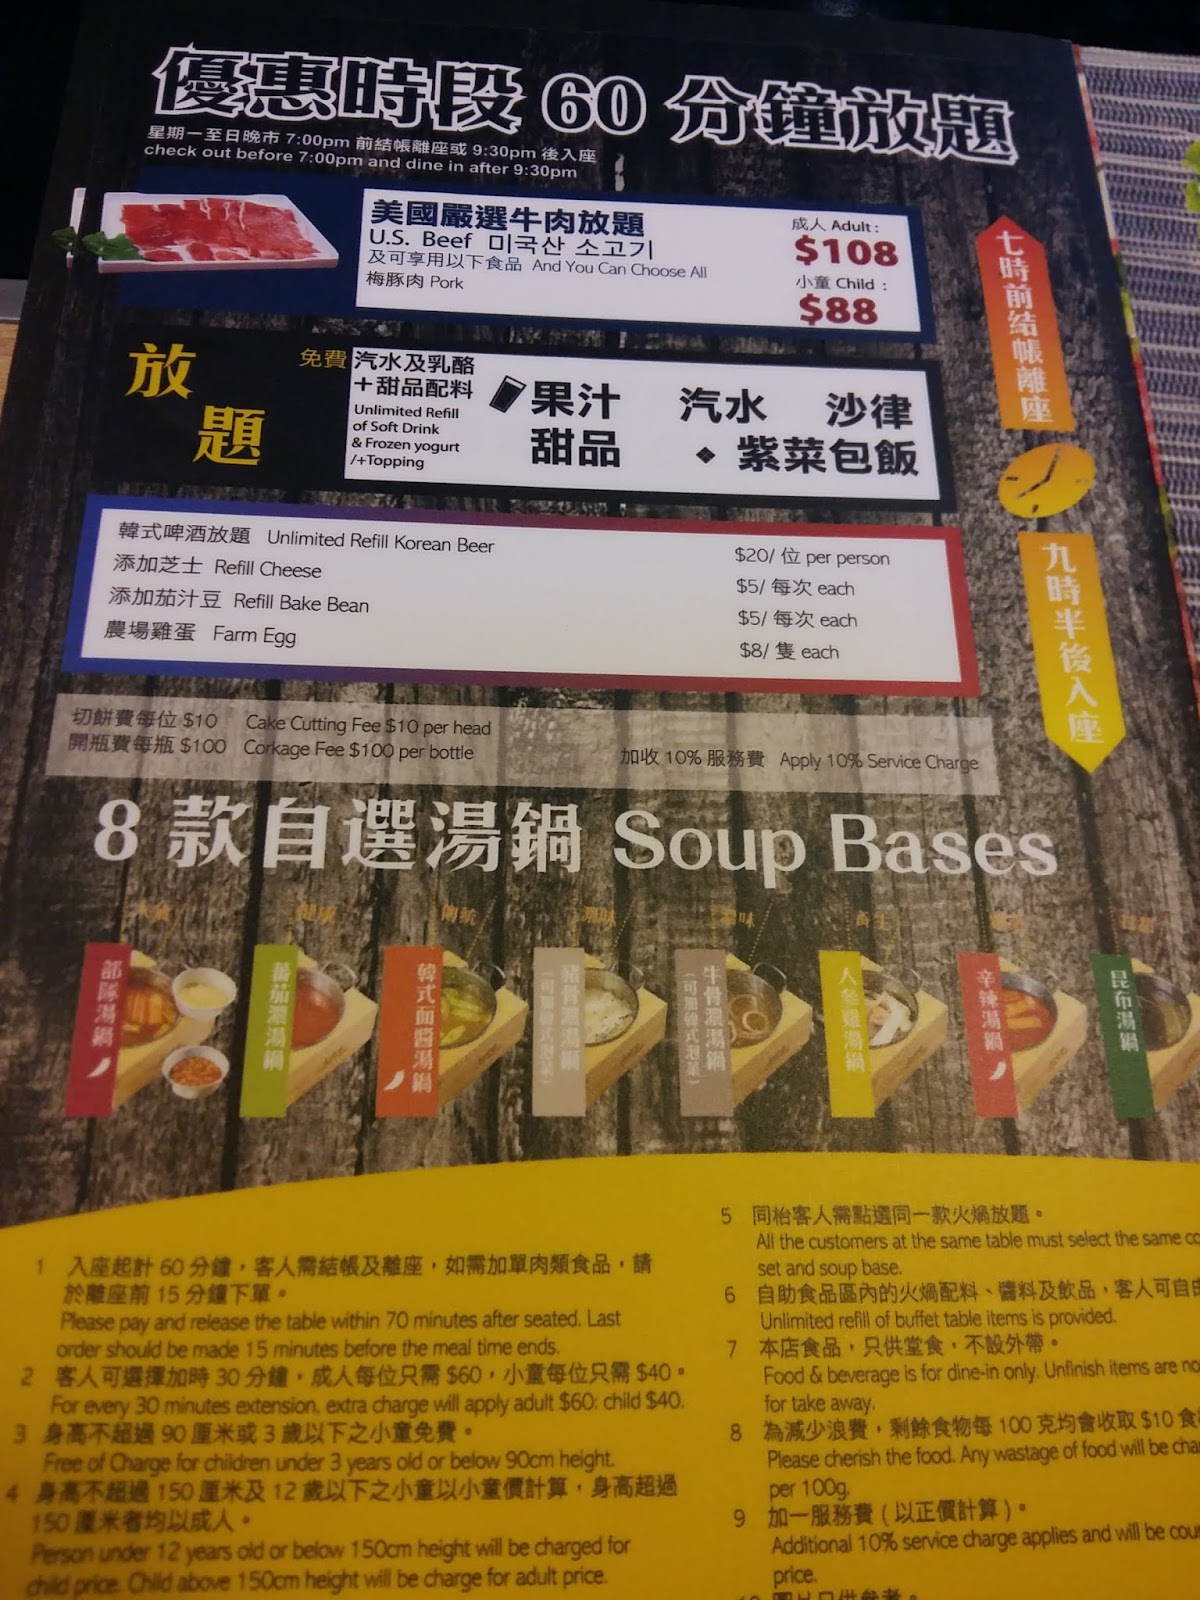 優惠時段 60 分鐘放題
星期一至日晚市 7:00pm 前結帳離座或 9:30pm 後入座
check out before 7:00pm and dine in after 9:30pm
美國嚴選牛肉放題
U.S. Beef 미국산 소고기
及可享用以下食品 And You Can Choose All
梅豚肉 Pork
成人 Adult :
$108
小童 Child :
$88
七時前結帳離座
九時半後入座
放題
免費 汽水及乳酪
+甜品配料
Unlimited Refill
of Soft Drink
& Frozen yogurt
/+Topping
果汁 汽水 沙律
甜品 紫菜包飯
韓式啤酒放題 Unlimited Refill Korean Beer $20/ 位 per person
添加芝士 Refill Cheese $5/ 每次 each
添加茄汁豆 Refill Bake Bean $5/ 每次 each
農場雞蛋 Farm Egg $8/ 隻 each
切餅費每位 $10 Cake Cutting Fee $10 per head
開瓶費每瓶 $100 Corkage Fee $100 per bottle
加收 10% 服務費 Apply 10% Service Charge
8 款自選湯鍋 Soup Bases
健康
傳統
部隊湯鍋
蕃茄濃湯鍋
韓式面醬湯鍋
豬骨濃湯鍋
牛骨濃湯鍋
(可加韓式泡菜)
人參雞湯鍋
辛辣湯鍋
昆布湯鍋
1 入座起計 60 分鐘，客人需結帳及離座，如需加單肉類食品，請
於離座前 15 分鐘下單。
Please pay and release the table within 70 minutes after seated. Last
order should be made 15 minutes before the meal time ends.
2 客人可選擇加時 30 分鐘，成人每位只需 $60，小童每位只需 $40。
For every 30 minutes extension, extra charge will apply adult $60: child $40.
3 身高不超過 90 厘米或 3 歲以下之小童免費。
Free of Charge for children under 3 years old or below 90cm height.
4 身高不超過 150 厘米及 12 歲以下之小童以小童價計算，身高超過
150 厘米者均以成人。
Person under 12 years old or below 150cm height will be charged for
child price. Child above 150cm height will be charge for adult price.
5 同枱客人需點選同一款火鍋放題。
All the customers at the same table must select the same
set and soup base.
6 自助食品區內的火鍋配料、醬料及飲品，客人可自
Unlimited refill of buffet table items is provided.
7 本店食品，只供堂食，不設外帶。
Food & beverage is for dine-in only. Unfinish items are
for take away.
8 為減少浪費，剩餘食物每 100 克均會收取 $10
Please cherish the food. Any wastage of food will be
per 100g.
9 加一服務費 ( 以正價計算 )。
Additional 10% service charge applies and will be
price.
10 圖片只供參考。